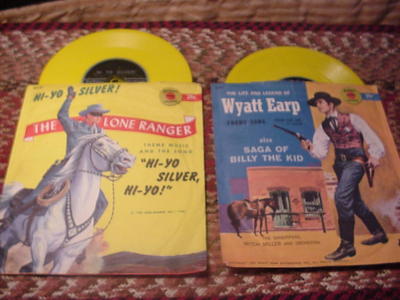 HI-YO SILVER!
THE LONE RANGER
THEME MUSIC
AND THE SONG
"HI-YO
SILVER,
HI-YO!"
THE LIFE AND LEGEND OF
Wyatt Earp
THEME SONG
also
SAGA OF
BILLY THE KID
THE SANDPIPERS
MITCH MILLER AND ORCHESTRA